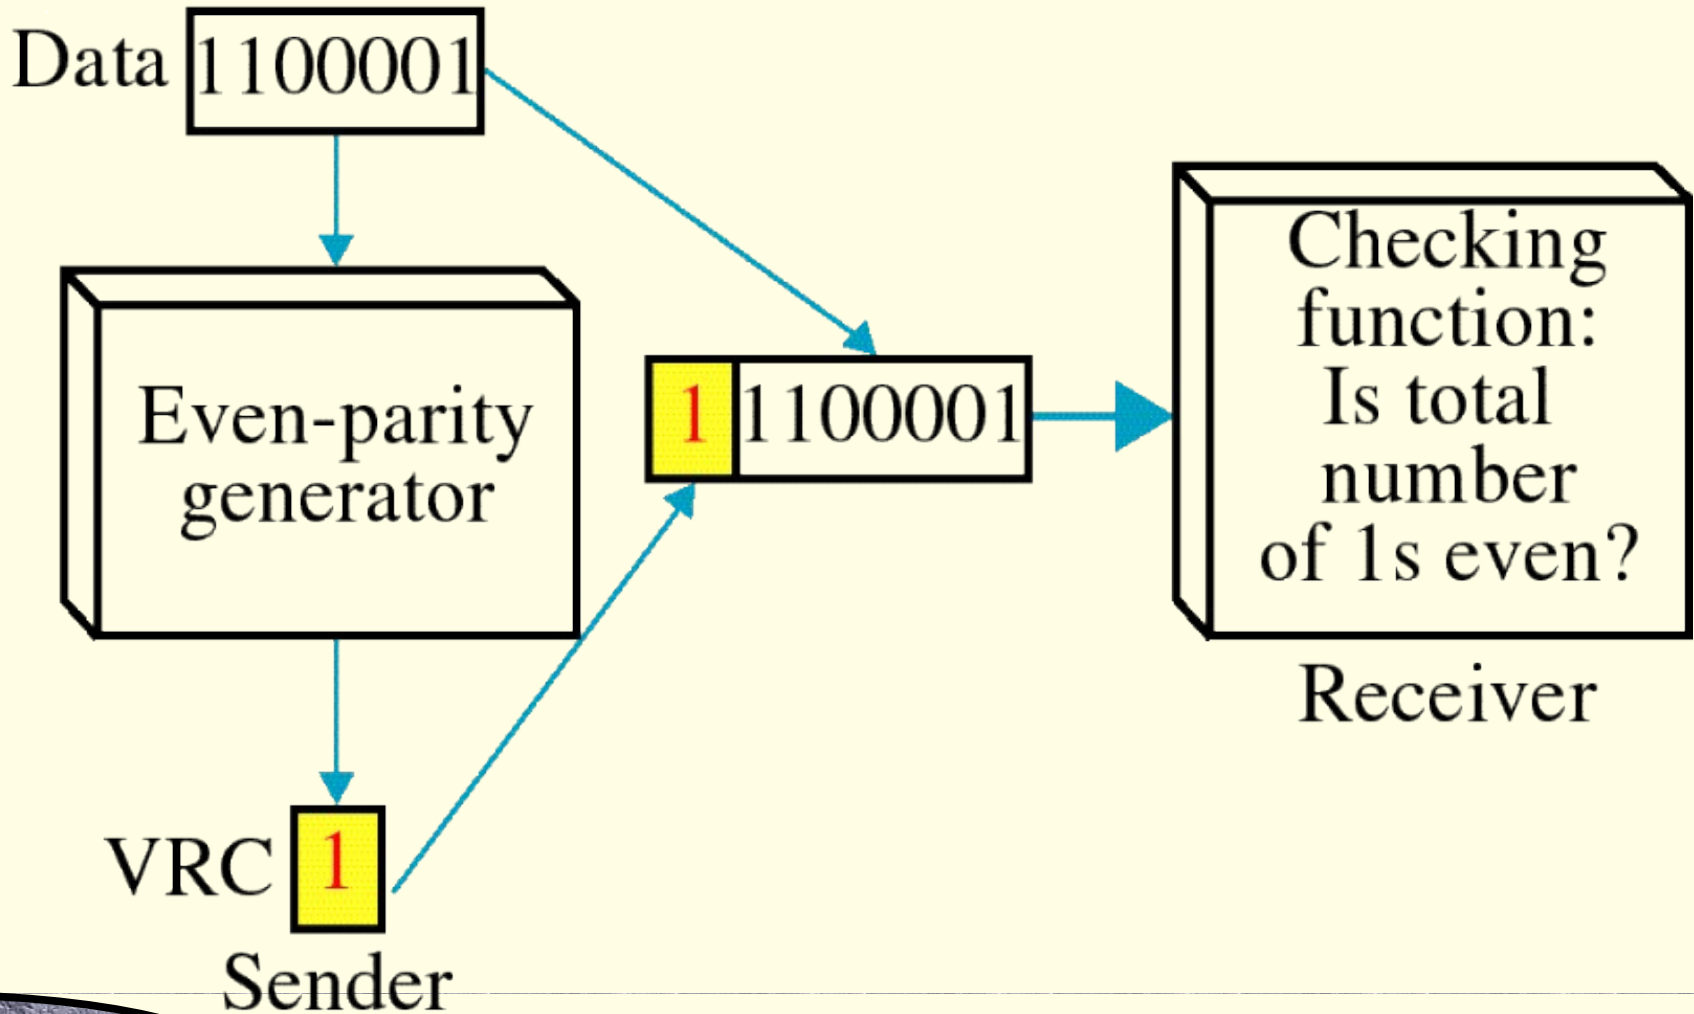 Data 1100001
Even-parity
generator
VRC 1
Sender
1 1100001
Checking
function:
Is total
number
of 1s even?
Receiver